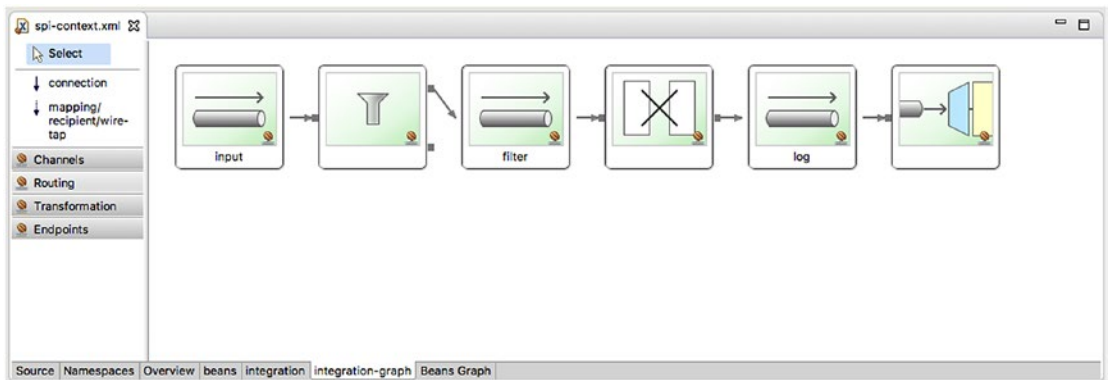 spi-context.xml
Select
connection
mapping/
recipient/wire-
tap
Channels
Routing
Transformation
Endpoints
input
filter
log
Source Namespaces Overview beans integration integration-graph Beans Graph